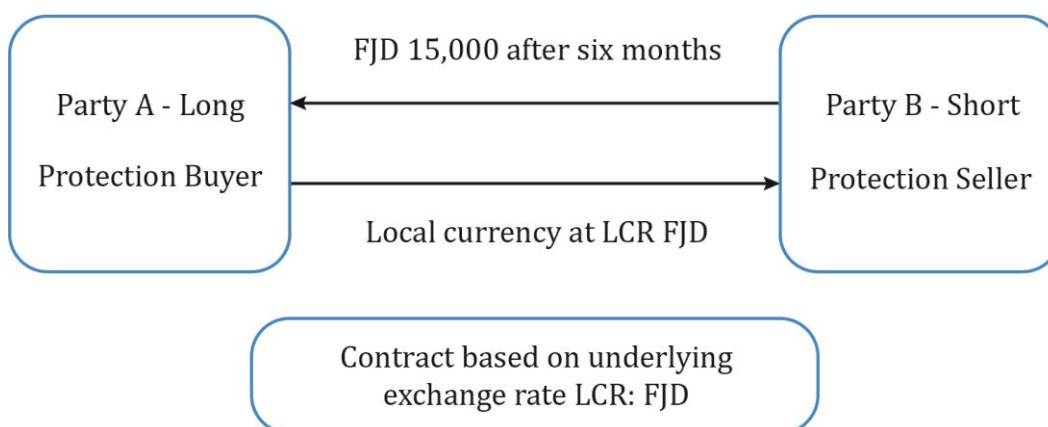 FJD 15,000 after six months
Party A - Long
Protection Buyer
Party B - Short
Protection Seller
Local currency at LCR FJD
Contract based on underlying
exchange rate LCR: FJD